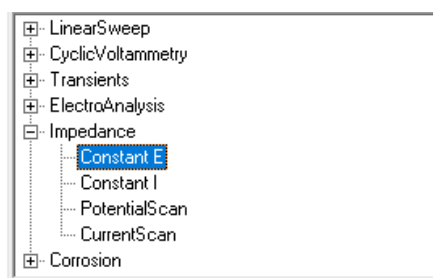 LinearSweep
CyclicVoltammetry
Transients
ElectroAnalysis
Impedance
Constant E
Constant I
PotentialScan
CurrentScan
Corrosion